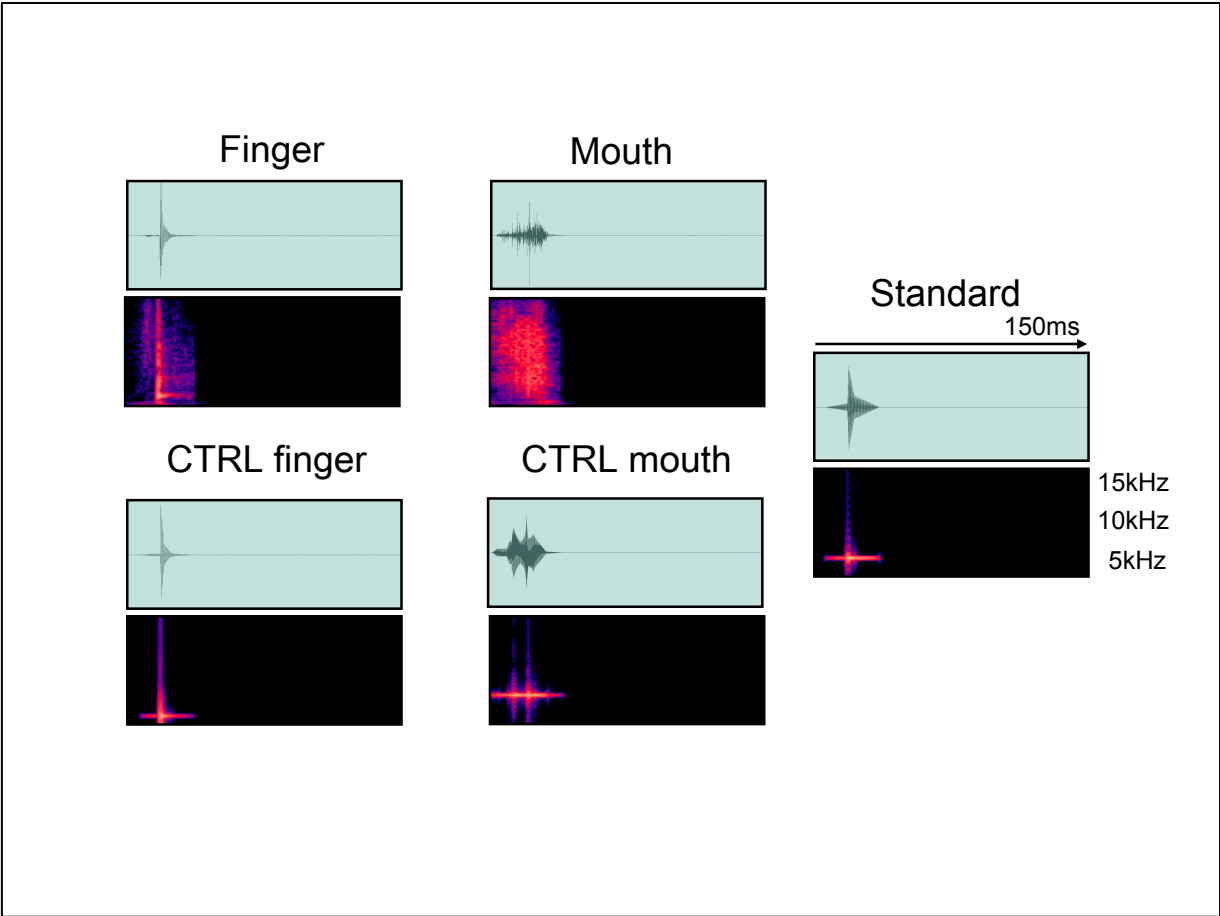 Finger
Mouth
Standard
150ms
CTRL finger
CTRL mouth
15kHz
10kHz
5kHz